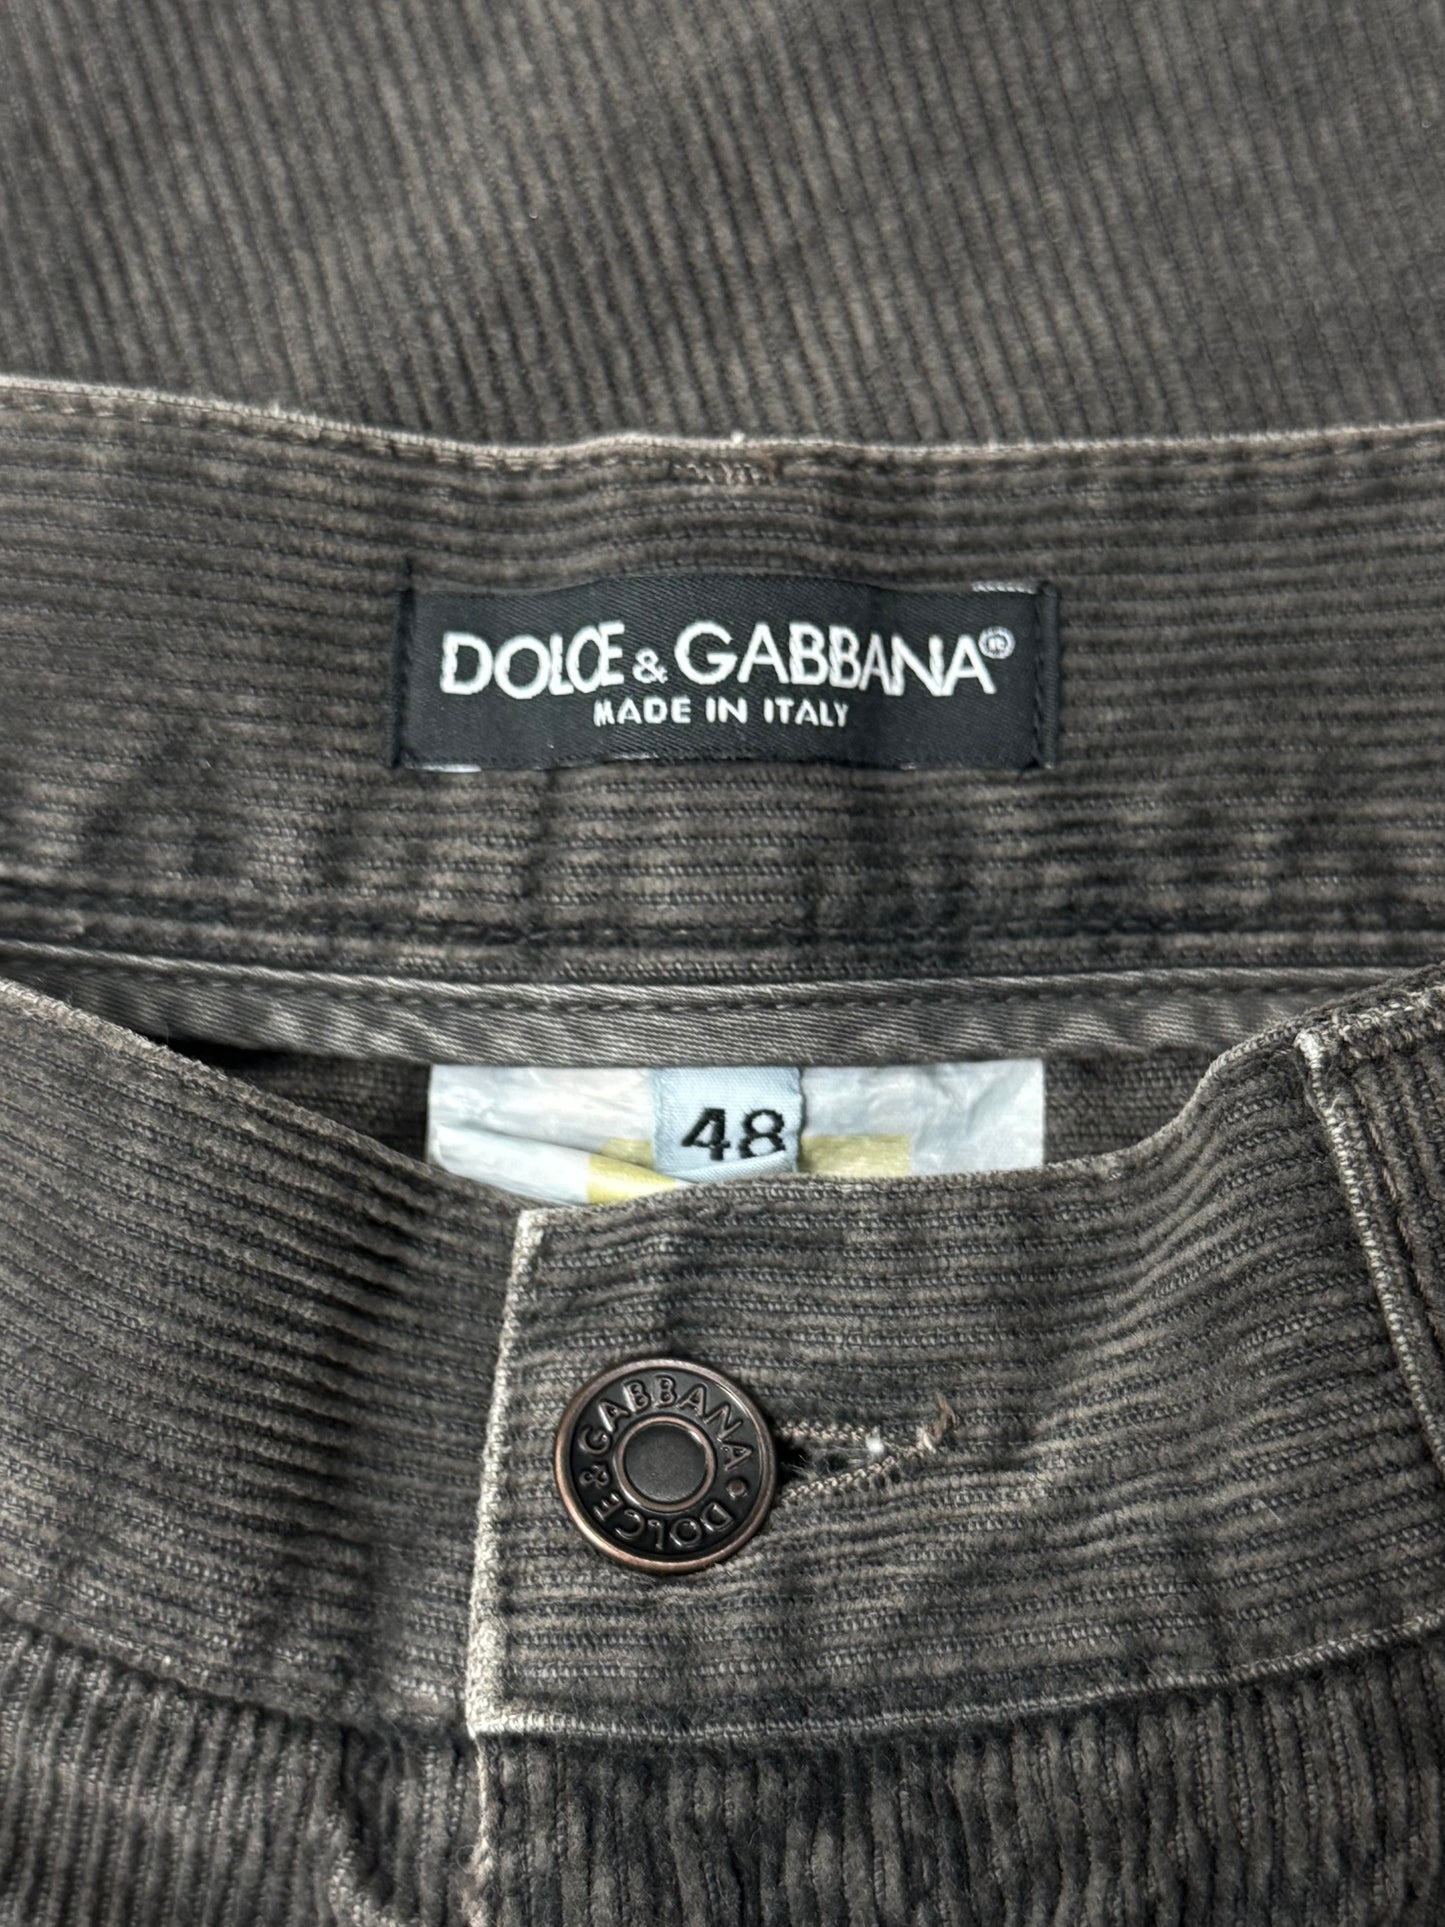 DOLCE & GABBANA®
MADE IN ITALY
48
DOLCE & GABBANA